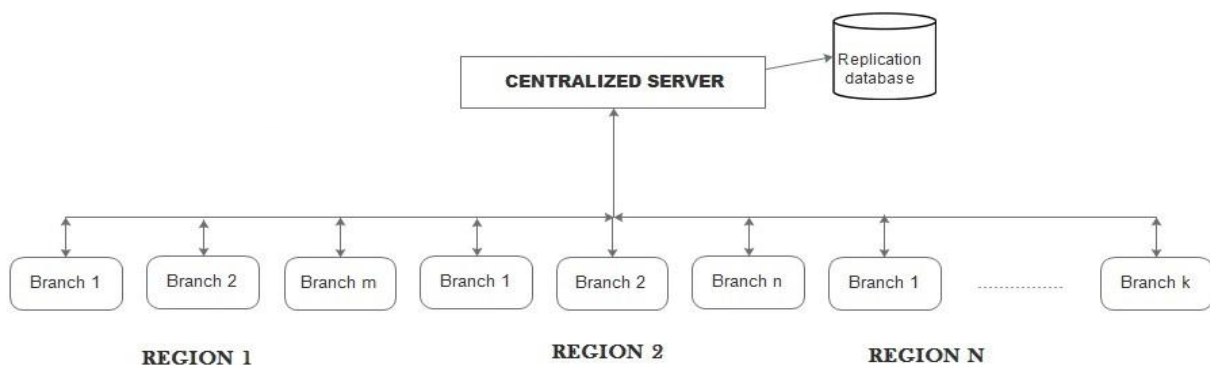 Replication
database
CENTRALIZED SERVER
Branch 1
Branch 2
Branch m
Branch 1
Branch 2
Branch n
Branch 1
Branch k
REGION 1
REGION 2
REGION N